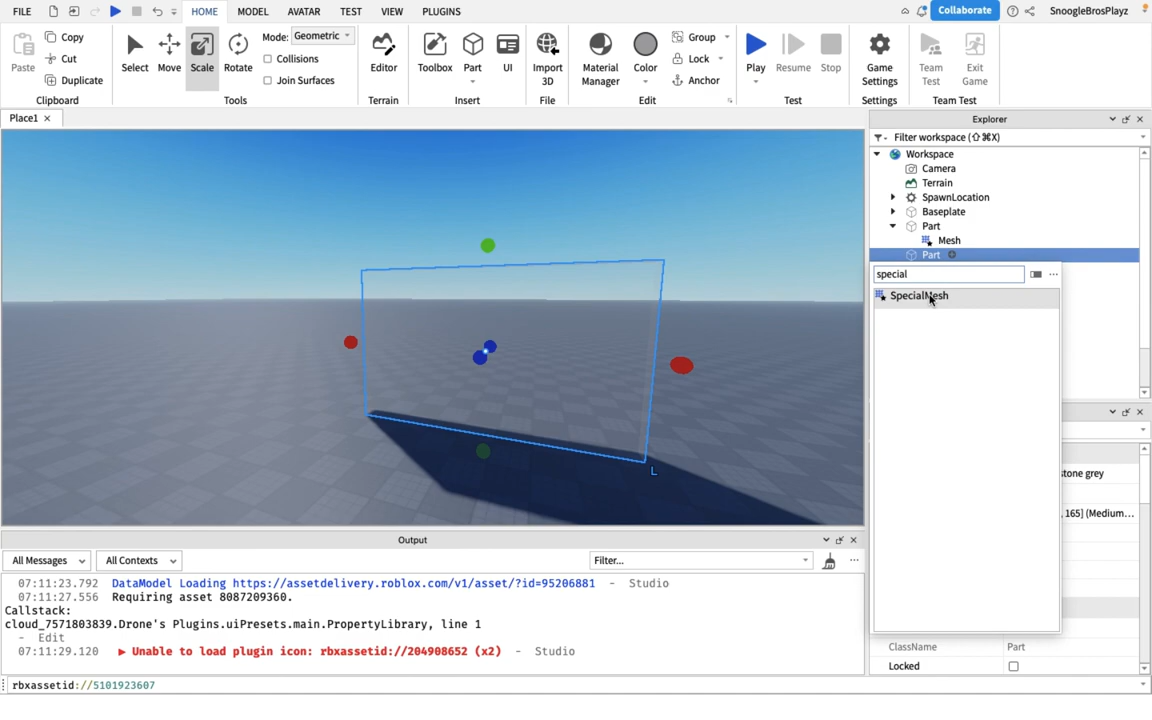 FILE HOME MODEL AVATAR TEST VIEW PLUGINS Collaborate SnoogleBrosPlayz
Paste Copy Cut Duplicate Clipboard
Select Move Scale Rotate Mode: Geometric Collisions Join Surfaces Tools
Editor Terrain
Toolbox Part UI Insert
Import 3D File
Material Manager Color Group Lock Anchor Edit
Play Resume Stop Test
Game Settings Settings
Team Test Exit Game Team Test
Place1
Explorer
Filter workspace (⇧⌘X)
Workspace
Camera
Terrain
SpawnLocation
Baseplate
Part
Mesh
Part
special
SpecialMesh
L
stone grey
, 165] (Medium...
ClassName Part
Locked
Output
All Messages All Contexts Filter...
07:11:23.792 DataModel Loading https://assetdelivery.roblox.com/v1/asset/?id=95206881 - Studio
07:11:27.556 Requiring asset 8087209360.
Callstack:
cloud_7571803839.Drone's Plugins.uiPresets.main.PropertyLibrary, line 1
- Edit
07:11:29.120 Unable to load plugin icon: rbxassetid://204908652 (x2) - Studio
rbxassetid://5101923607